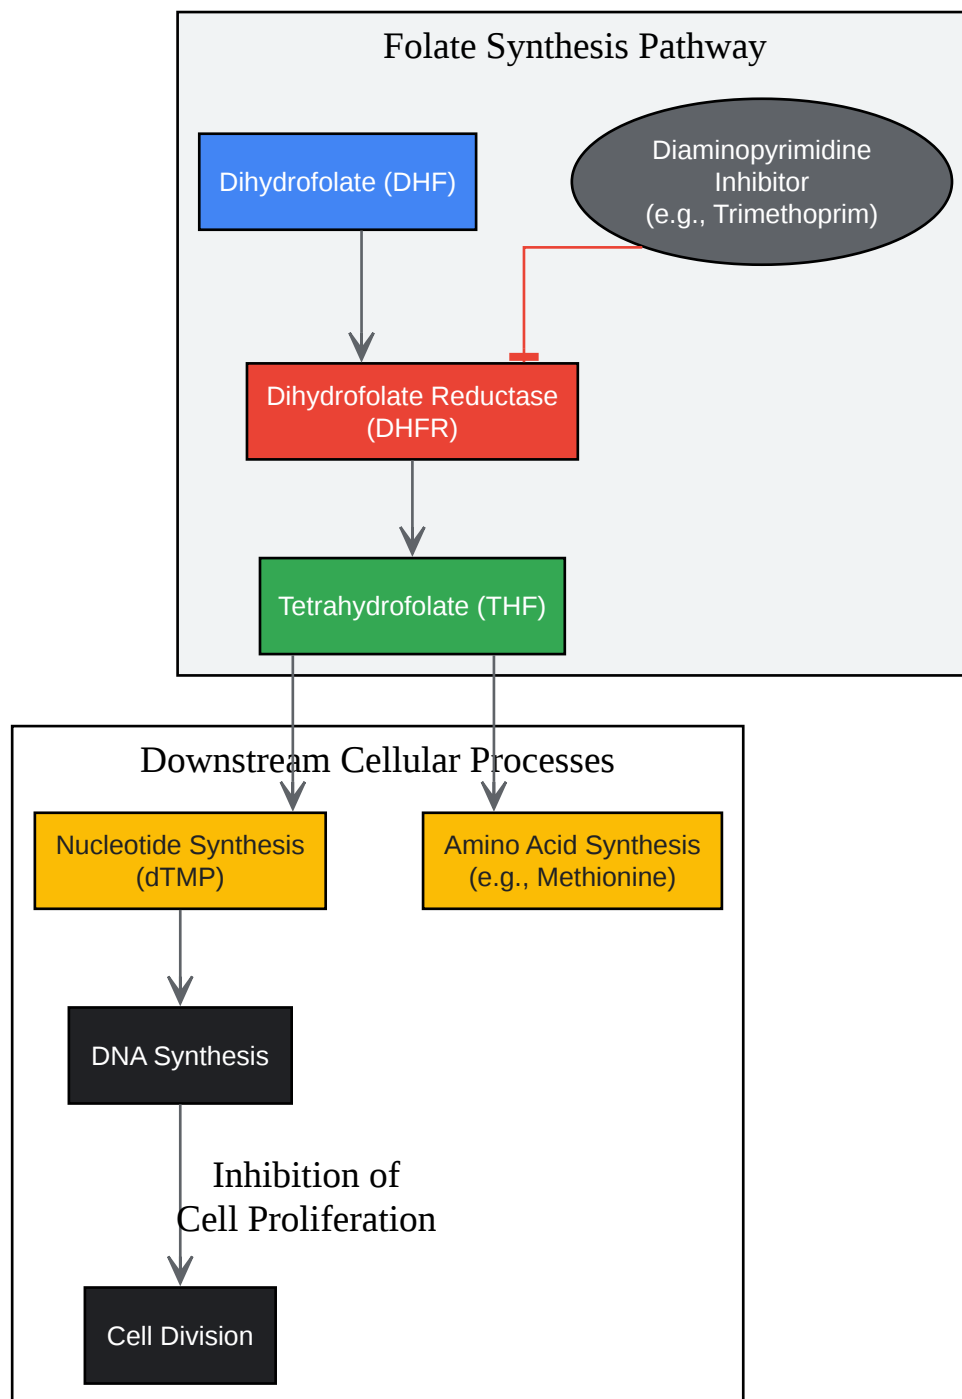 Folate Synthesis Pathway
Dihydrofolate (DHF)
Diaminopyrimidine
Inhibitor
(e.g., Trimethoprim)
Dihydrofolate Reductase
(DHFR)
Tetrahydrofolate (THF)
Downstream Cellular Processes
Nucleotide Synthesis
(dTMP)
Amino Acid Synthesis
(e.g., Methionine)
DNA Synthesis
Inhibition of
Cell Proliferation
Cell Division